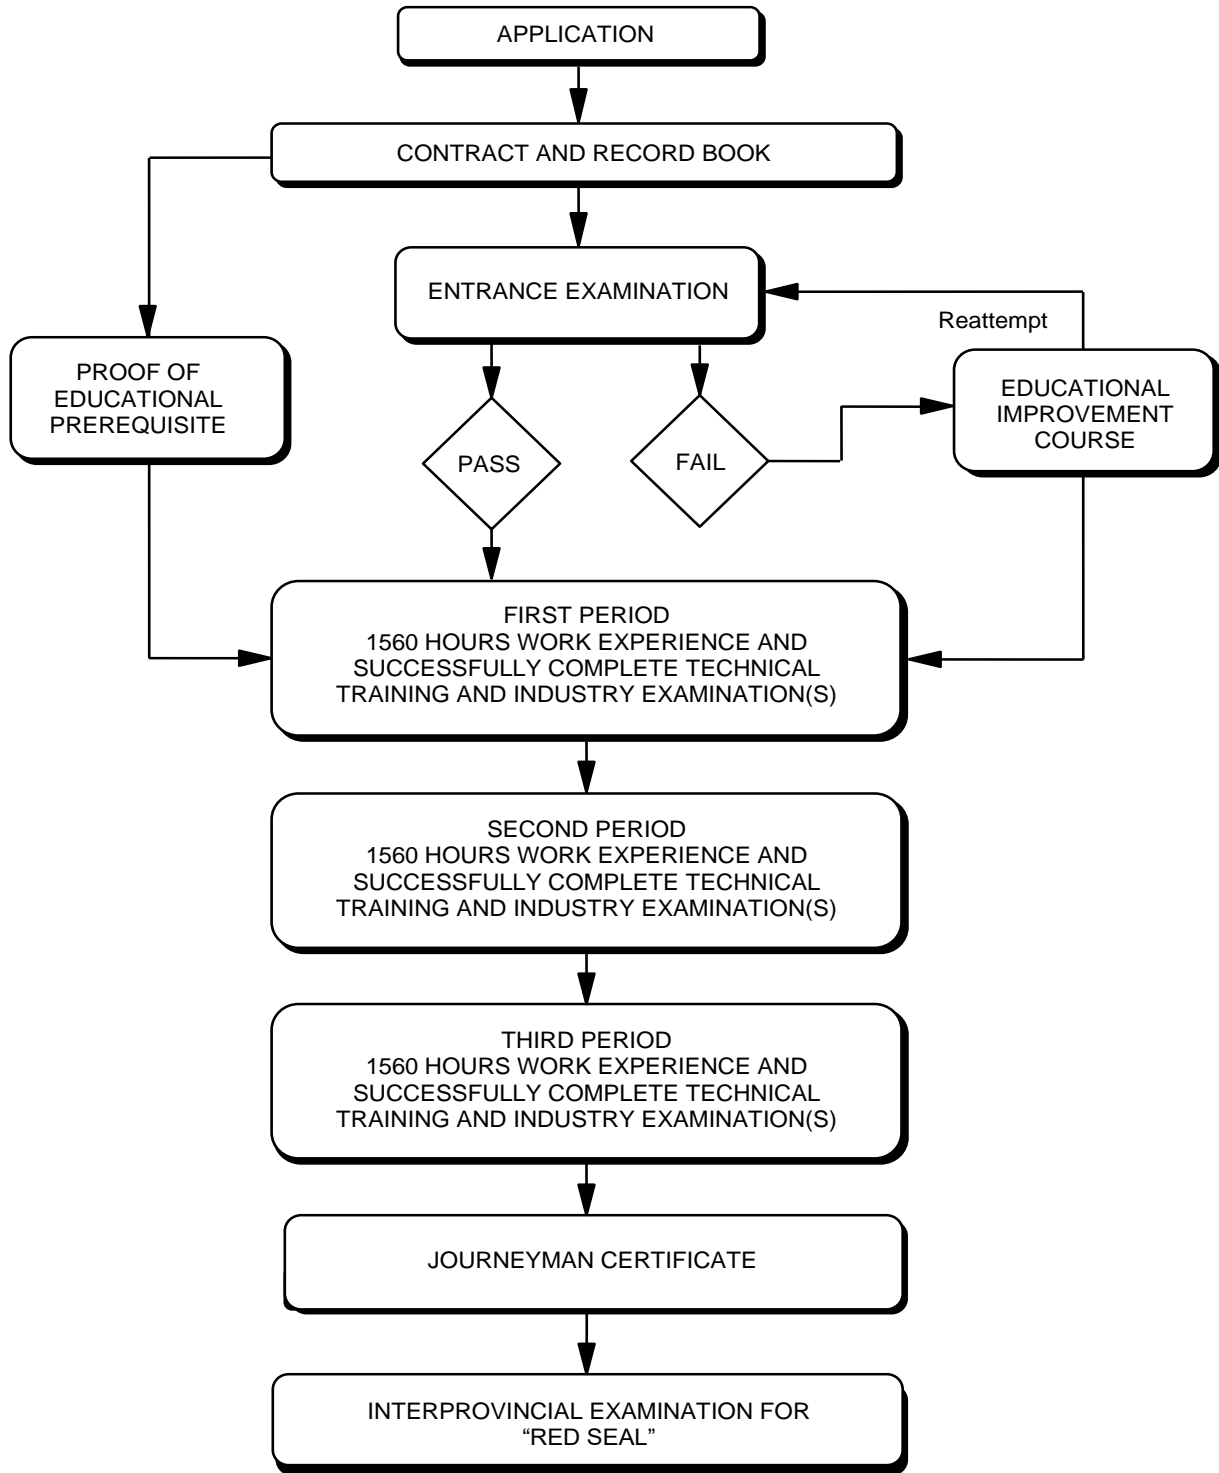 APPLICATION
CONTRACT AND RECORD BOOK
ENTRANCE EXAMINATION
Reattempt
PROOF OF
EDUCATIONAL
PREREQUISITE
PASS
FAIL
EDUCATIONAL
IMPROVEMENT
COURSE
FIRST PERIOD
1560 HOURS WORK EXPERIENCE AND
SUCCESSFULLY COMPLETE TECHNICAL
TRAINING AND INDUSTRY EXAMINATION(S)
SECOND PERIOD
1560 HOURS WORK EXPERIENCE AND
SUCCESSFULLY COMPLETE TECHNICAL
TRAINING AND INDUSTRY EXAMINATION(S)
THIRD PERIOD
1560 HOURS WORK EXPERIENCE AND
SUCCESSFULLY COMPLETE TECHNICAL
TRAINING AND INDUSTRY EXAMINATION(S)
JOURNEYMAN CERTIFICATE
INTERPROVINCIAL EXAMINATION FOR
“RED SEAL”